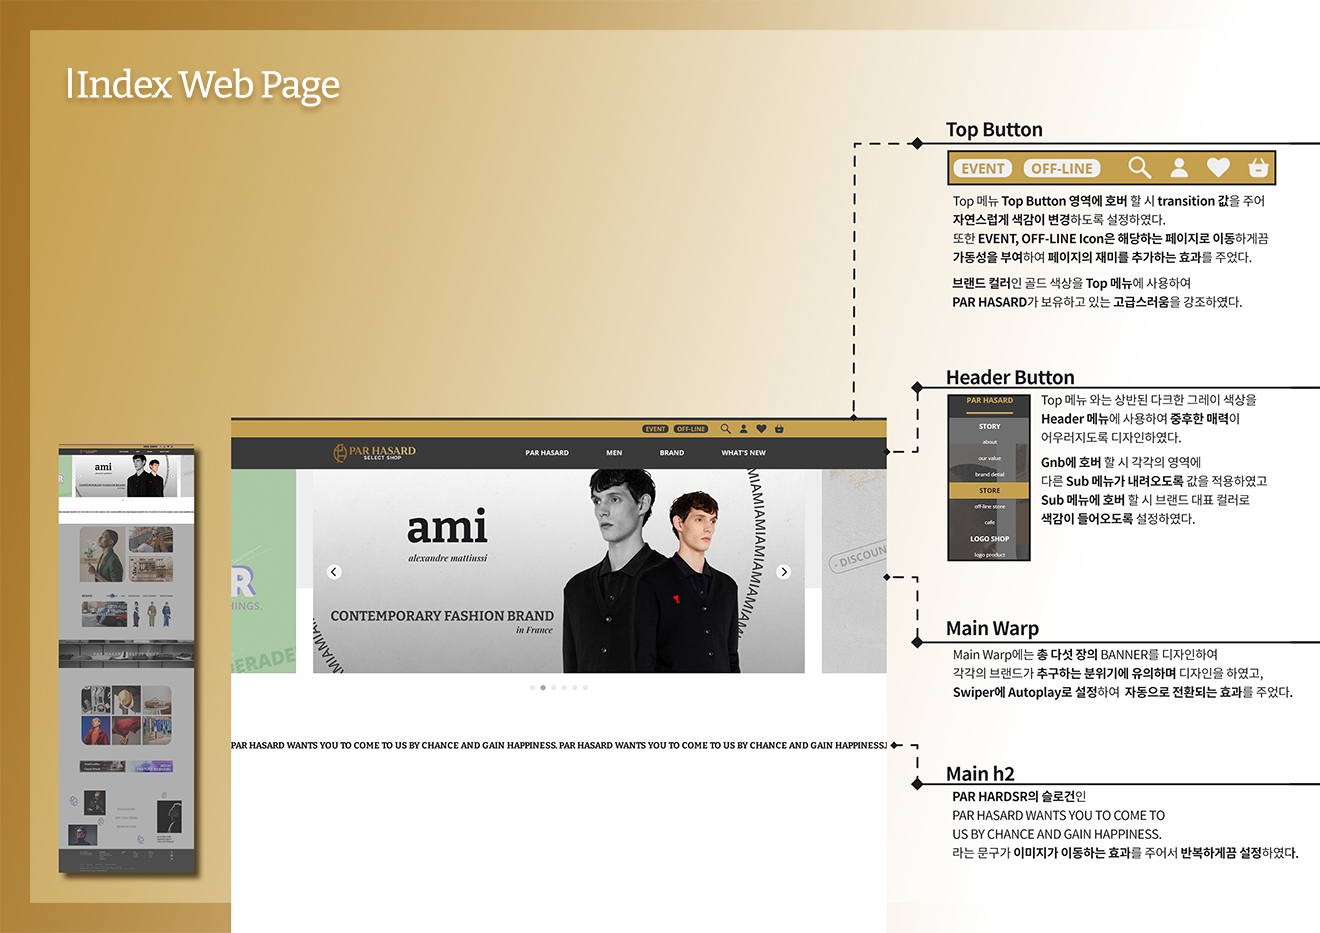 Index Web Page
Top Button
EVENT OFF-LINE
Top 메뉴 Top Button 영역에 호버 할 시 transition 값을 주어
자연스럽게 색감이 변경하도록 설정하였다.
또한 EVENT, OFF-LINE Icon은 해당하는 페이지로 이동하게끔
가동성을 부여하여 페이지의 재미를 추가하는 효과를 주었다.
브랜드 컬러인 골드 색상을 Top 메뉴에 사용하여
PAR HASARD가 보유하고 있는 고급스러움을 강조하였다.
Header Button
PAR HASARD
STORY
about
our value
brand detial
STORE
off-line store
cafe
LOGO SHOP
logo product
Top 메뉴 와는 상반된 다크한 그레이 색상을
Header 메뉴에 사용하여 중후한 매력이
어우러지도록 디자인하였다.
Gnb에 호버 할 시 각각의 영역에
다른 Sub 메뉴가 내려오도록 값을 적용하였고
Sub 메뉴에 호버 할 시 브랜드 대표 컬러로
색감이 들어오도록 설정하였다.
EVENT OFF-LINE
PAR HASARD
SELECT SHOP
PAR HASARD MEN BRAND WHAT'S NEW
ami
alexandre mattiussi
CONTEMPORARY FASHION BRAND
in France
MIAMIAMIAMIAMIAMIAMIAMI
MIAMIAMI
R
HINGS.
DERADE
- DISCOUN
ami
PAR HASARD WANTS YOU TO COME TO US BY CHANCE AND GAIN HAPPINESS. PAR HASARD WANTS YOU TO COME TO US BY CHANCE AND GAIN HAPPINESS.
Main Warp
Main Warp에는 총 다섯 장의 BANNER를 디자인하여
각각의 브랜드가 추구하는 분위기에 유의하며 디자인을 하였고,
Swiper에 Autoplay로 설정하여 자동으로 전환되는 효과를 주었다.
Main h2
PAR HARDSR의 슬로건인
PAR HASARD WANTS YOU TO COME TO
US BY CHANCE AND GAIN HAPPINESS.
라는 문구가 이미지가 이동하는 효과를 주어서 반복하게끔 설정하였다.